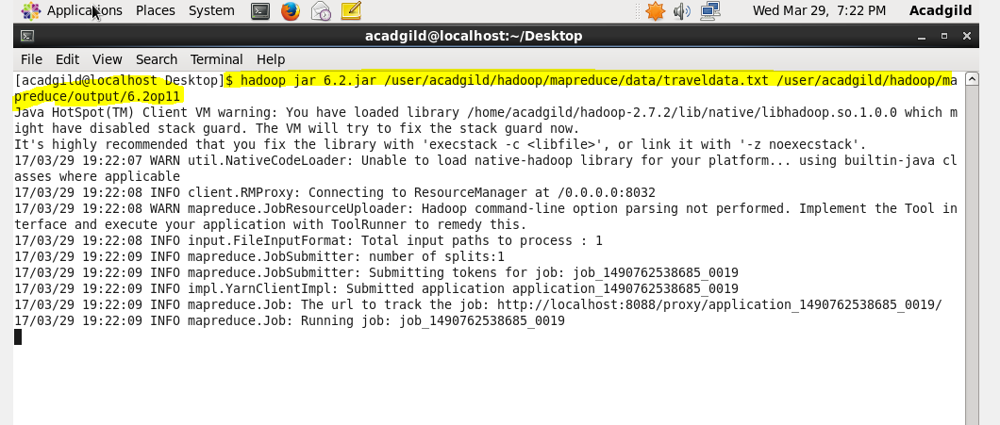 Applications Places System Wed Mar 29, 7:22 PM Acadgild
acadgild@localhost:~/Desktop
File Edit View Search Terminal Help
[acadgild@localhost Desktop]$ hadoop jar 6.2.jar /user/acadgild/hadoop/mapreduce/data/traveldata.txt /user/acadgild/hadoop/ma
preduce/output/6.2op11
Java HotSpot(TM) Client VM warning: You have loaded library /home/acadgild/hadoop-2.7.2/lib/native/libhadoop.so.1.0.0 which m
ight have disabled stack guard. The VM will try to fix the stack guard now.
It's highly recommended that you fix the library with 'execstack -c <libfile>', or link it with '-z noexecstack'.
17/03/29 19:22:07 WARN util.NativeCodeLoader: Unable to load native-hadoop library for your platform... using builtin-java cl
asses where applicable
17/03/29 19:22:08 INFO client.RMProxy: Connecting to ResourceManager at /0.0.0.0:8032
17/03/29 19:22:08 WARN mapreduce.JobResourceUploader: Hadoop command-line option parsing not performed. Implement the Tool in
terface and execute your application with ToolRunner to remedy this.
17/03/29 19:22:08 INFO input.FileInputFormat: Total input paths to process : 1
17/03/29 19:22:09 INFO mapreduce.JobSubmitter: number of splits:1
17/03/29 19:22:09 INFO mapreduce.JobSubmitter: Submitting tokens for job: job_1490762538685_0019
17/03/29 19:22:09 INFO impl.YarnClientImpl: Submitted application application_1490762538685_0019
17/03/29 19:22:09 INFO mapreduce.Job: The url to track the job: http://localhost:8088/proxy/application_1490762538685_0019/
17/03/29 19:22:09 INFO mapreduce.Job: Running job: job_1490762538685_0019